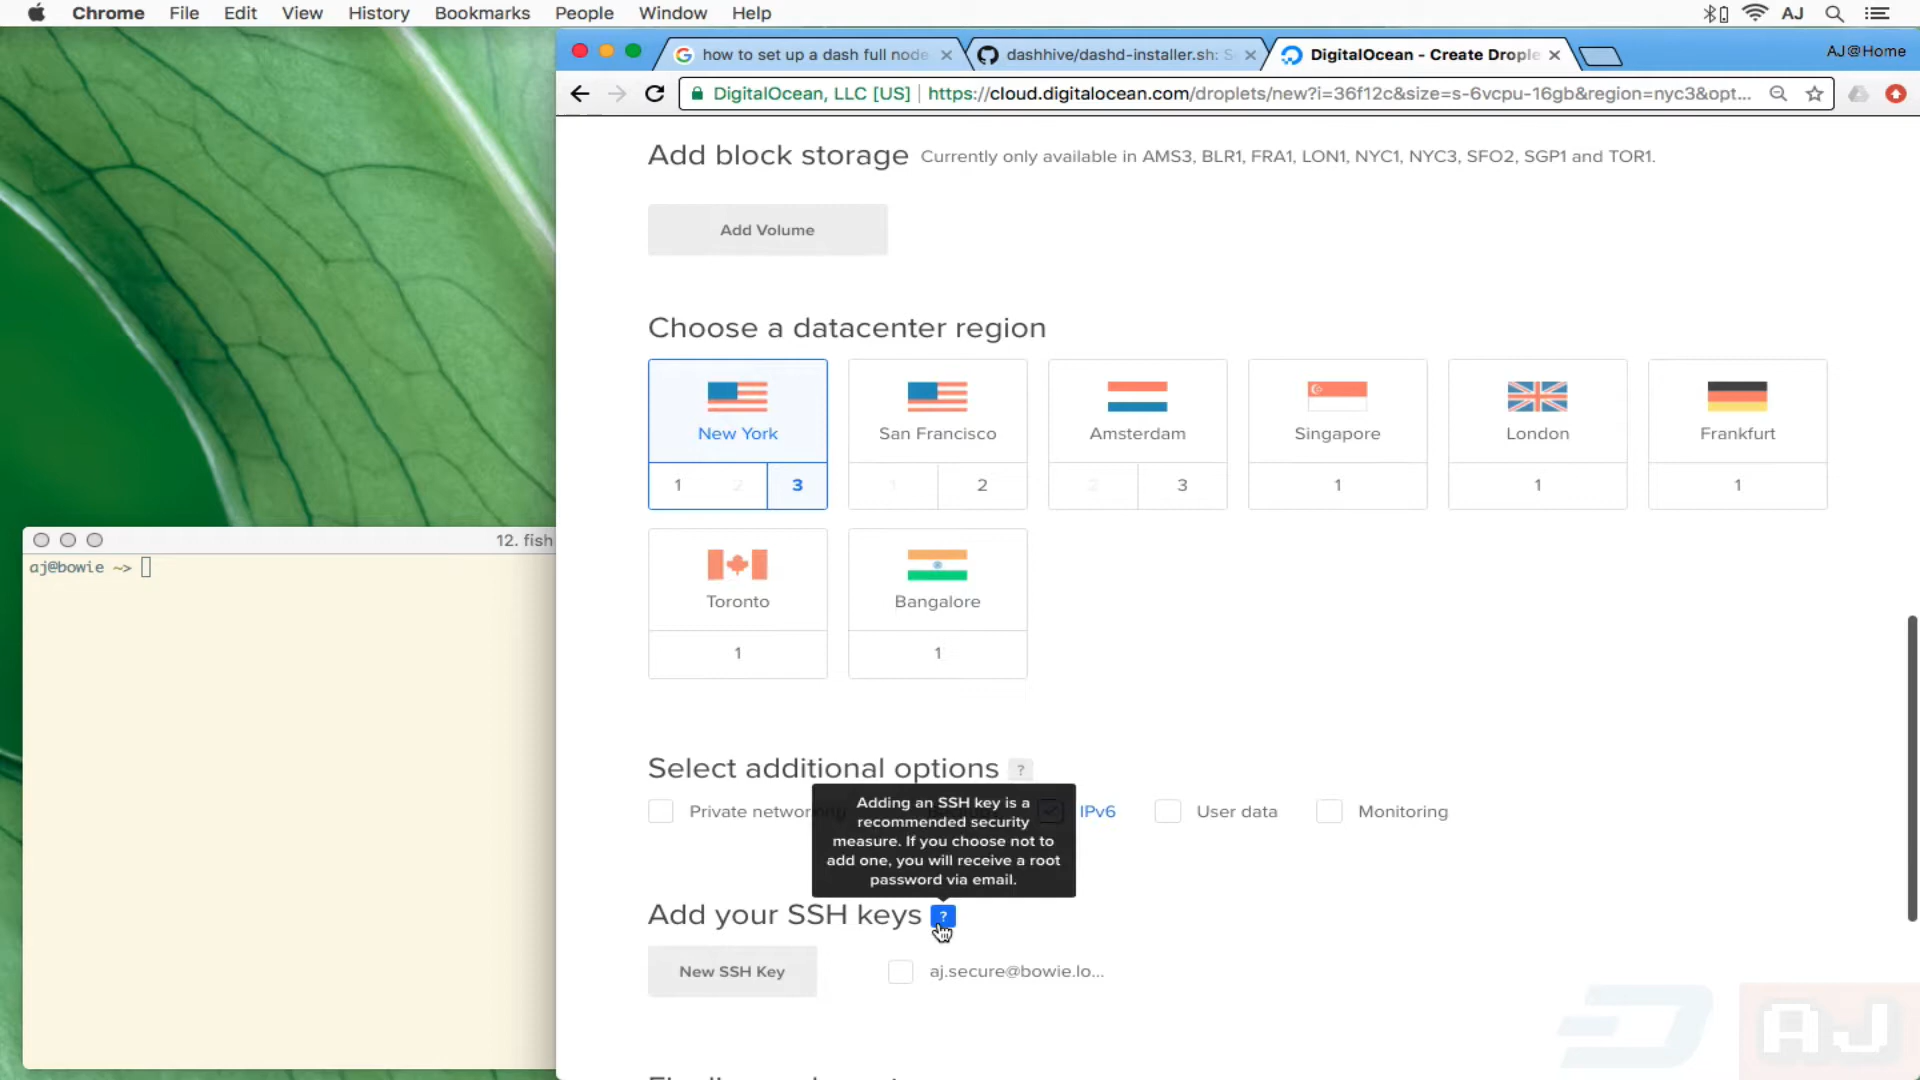 Chrome File Edit View History Bookmarks People Window Help AJ
how to set up a dash full node
dashhive/dashd-installer.sh: S
DigitalOcean - Create Drople
AJ@Home
DigitalOcean, LLC [US] https://cloud.digitalocean.com/droplets/new?i=36f12c&size=s-6vcpu-16gb&region=nyc3&opt...
Add block storage Currently only available in AMS3, BLR1, FRA1, LON1, NYC1, NYC3, SFO2, SGP1 and TOR1.
Add Volume
Choose a datacenter region
New York San Francisco Amsterdam Singapore London Frankfurt
1 2 3 1 2 2 3 1 1 1
12. fish
aj@bowie ~>
Toronto Bangalore
1 1
Select additional options ?
Private networking IPv6 User data Monitoring
Adding an SSH key is a
recommended security
measure. If you choose not to
add one, you will receive a root
password via email.
Add your SSH keys ?
New SSH Key aj.secure@bowie.lo...
AJ